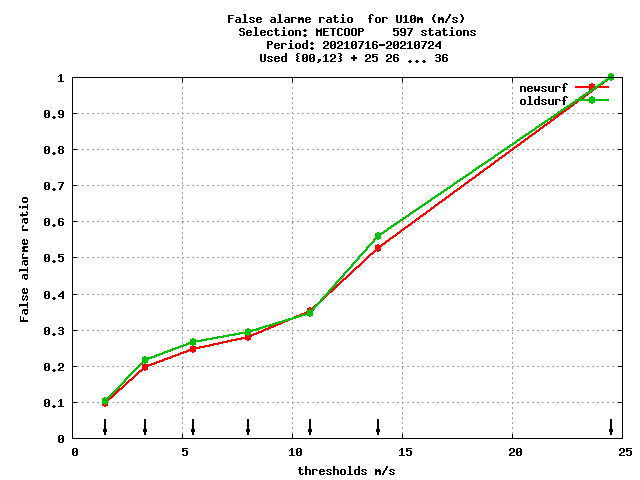 False alarme ratio  for U10m (m/s)
Selection: METCOOP    597 stations
Period: 20210716-20210724
Used {00,12} + 25 26 ... 36
newsurf
oldsurf
1
0.9
0.8
0.7
0.6
0.5
0.4
0.3
0.2
0.1
0
False alarme ratio
0 5 10 15 20 25
thresholds m/s